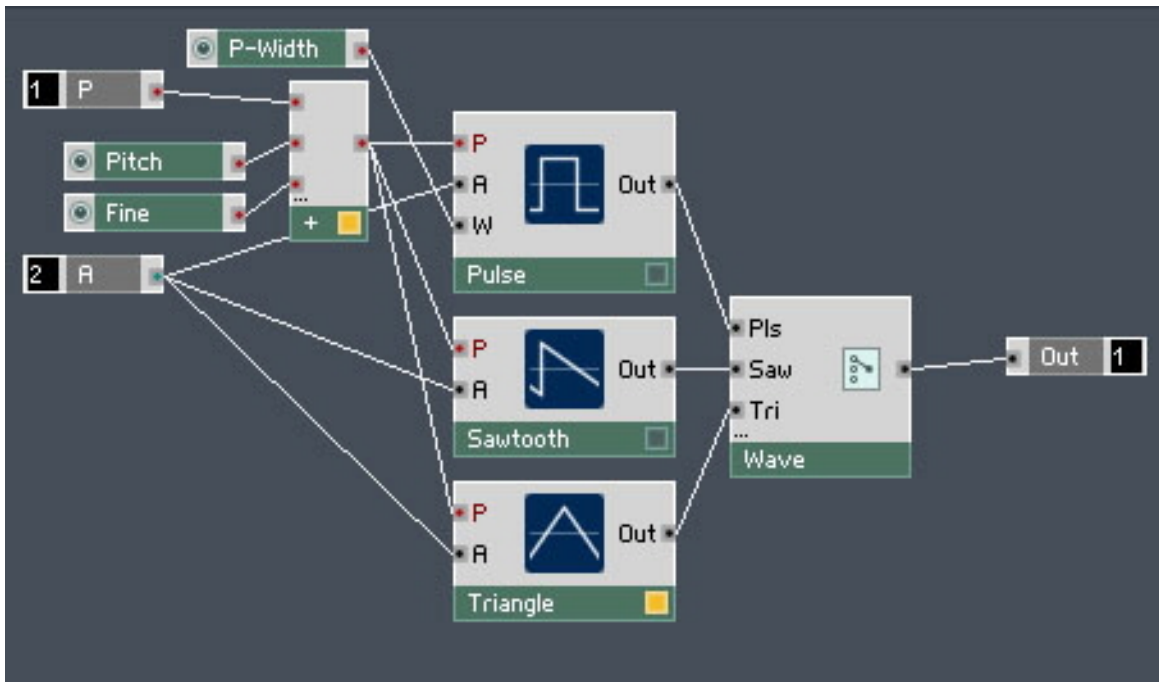 P-Width
1 P
Pitch
Fine
...
+
2 A
P
A
W
Out
Pulse
P
A
Out
Sawtooth
P
A
Out
Triangle
Pls
Saw
Tri
...
Wave
Out 1